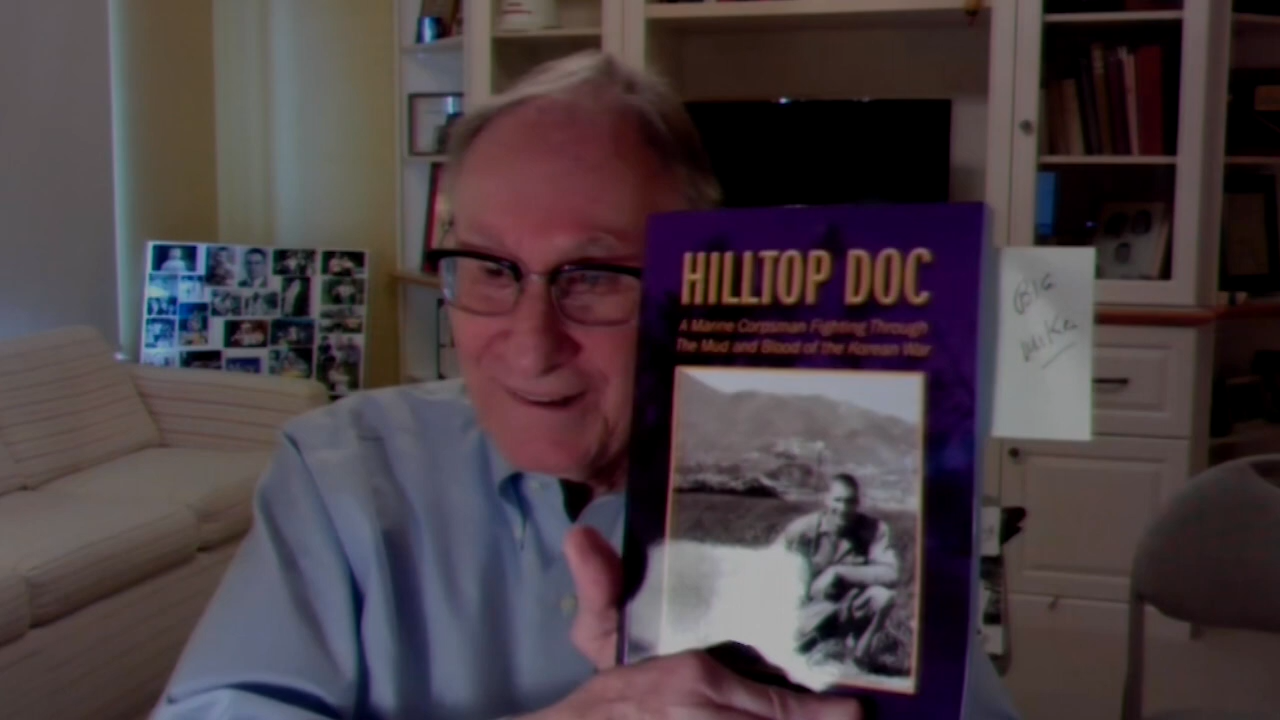 HILLTOP DOC
A Marine Corpsman Fighting Through
The Mud and Blood of the Korean War
BIG
MIKE